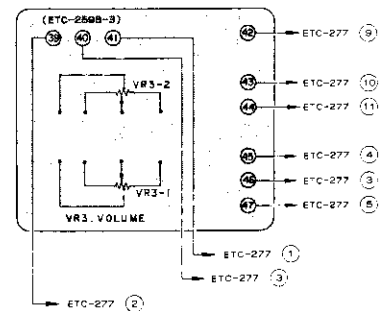 (ETC-259B-3)
39 40 41
42 ETC-277 9
VR3-2
43 ETC-277 10
44 ETC-277 11
45 ETC-277 4
46 ETC-277 3
VR3-1
47 ETC-277 5
VR3. VOLUME
ETC-277 1
ETC-277 3
ETC-277 2